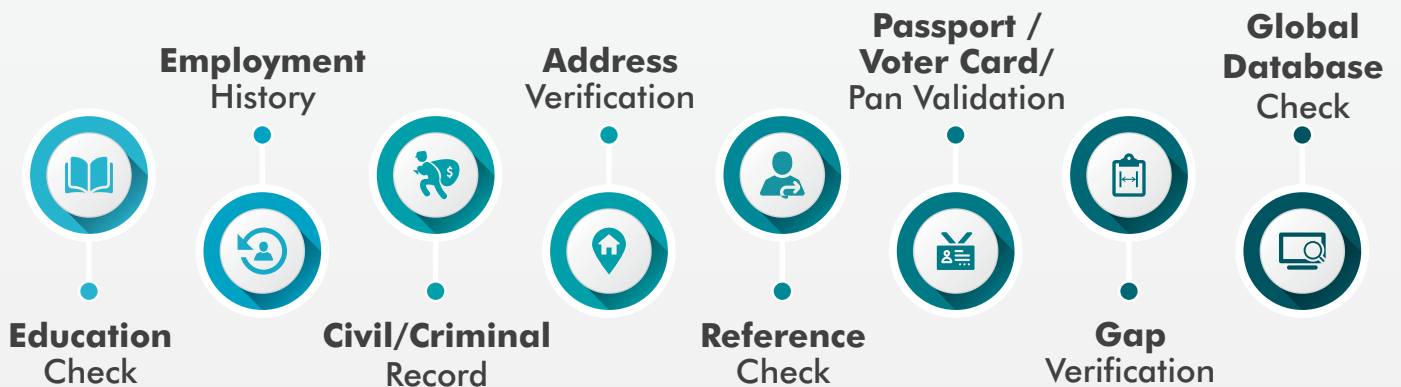 Education
Check
Employment
History
Civil/Criminal
Record
Address
Verification
Reference
Check
Passport /
Voter Card/
Pan Validation
Gap
Verification
Global
Database
Check
$